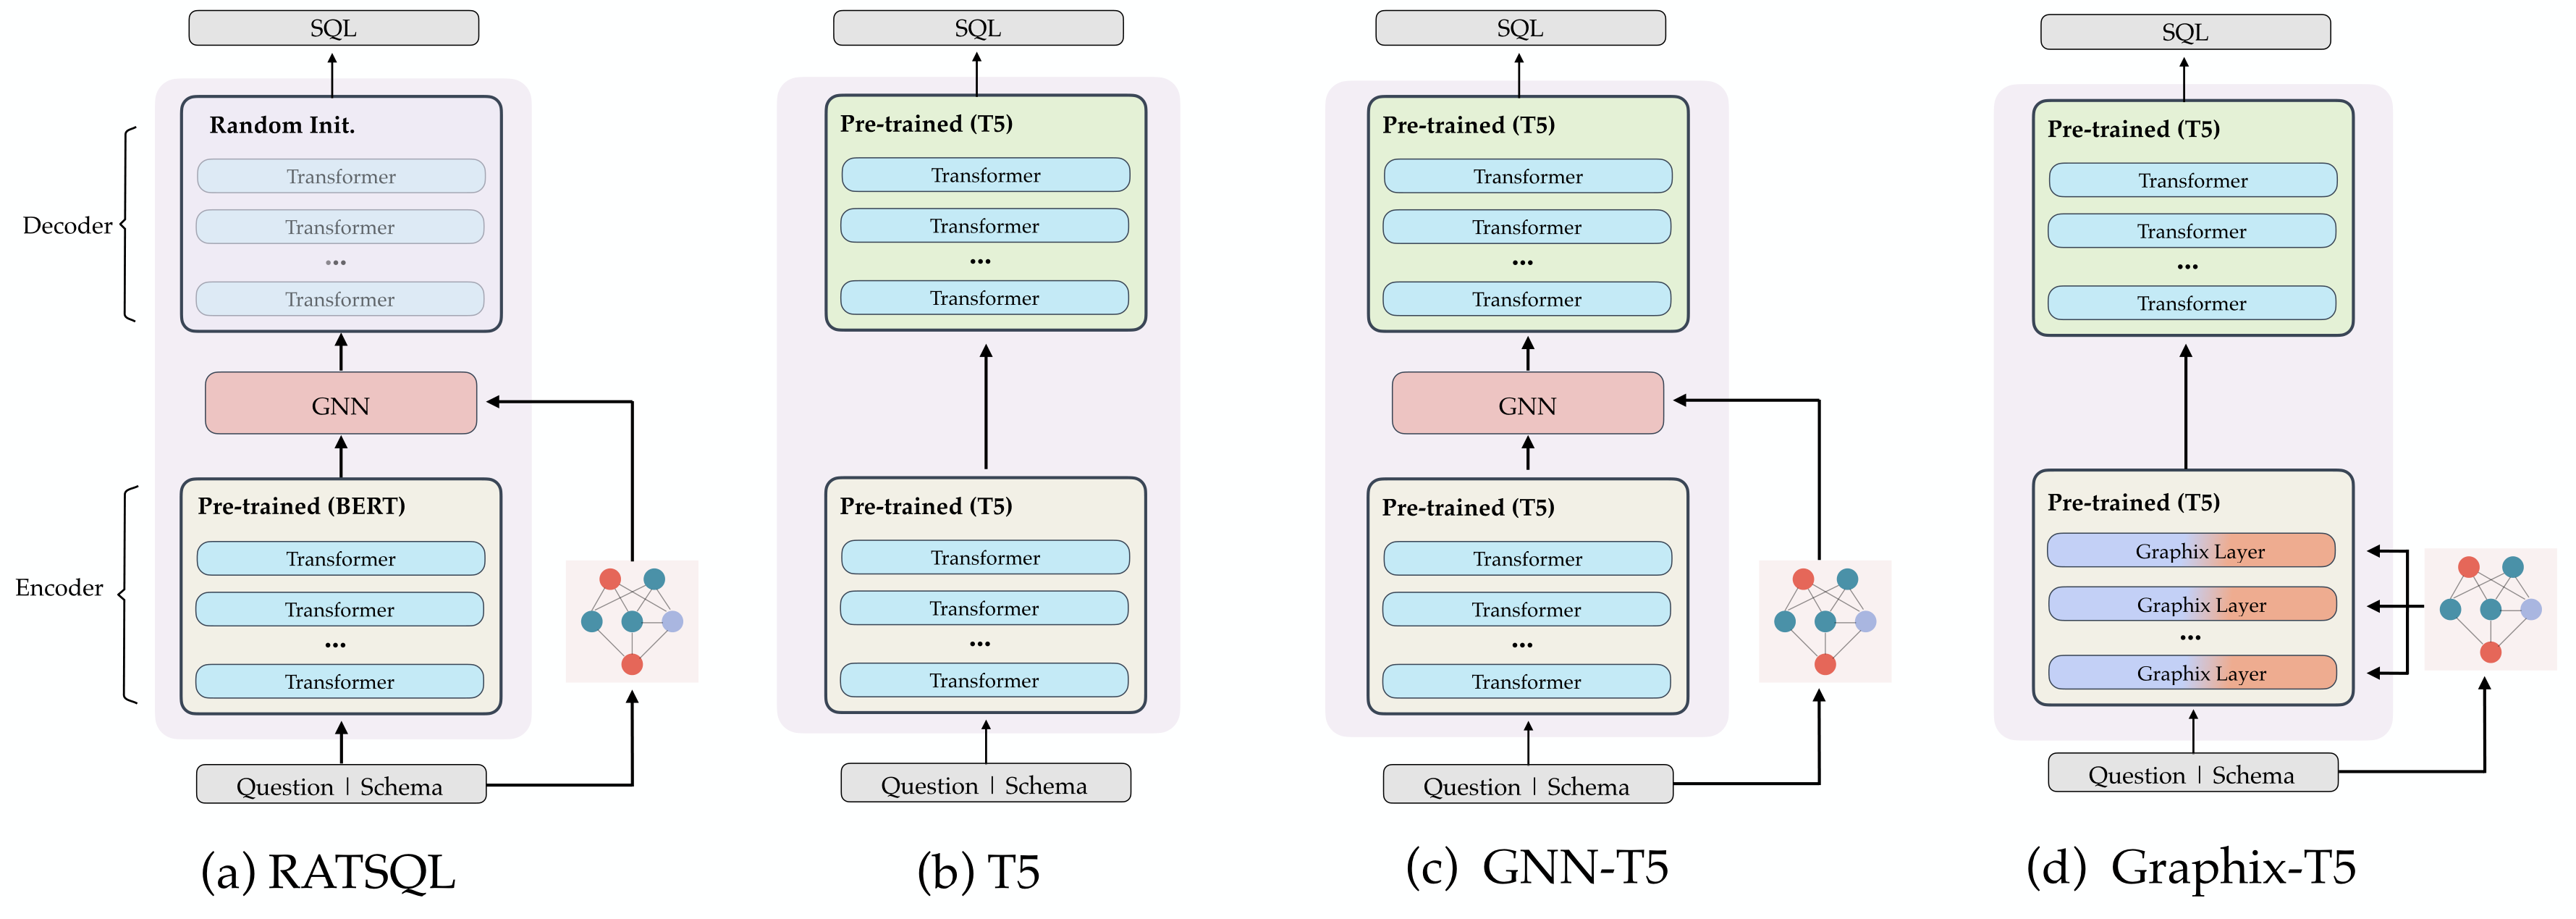 SQL
Random Init.
Transformer
Transformer
...
Transformer
Decoder
GNN
Pre-trained (BERT)
Transformer
Transformer
...
Transformer
Encoder
Question | Schema
(a) RATSQL
SQL
Pre-trained (T5)
Transformer
Transformer
...
Transformer
Pre-trained (T5)
Transformer
Transformer
...
Transformer
Question | Schema
(b) T5
SQL
Pre-trained (T5)
Transformer
Transformer
...
Transformer
GNN
Pre-trained (T5)
Transformer
Transformer
...
Transformer
Question | Schema
(c) GNN-T5
SQL
Pre-trained (T5)
Transformer
Transformer
...
Transformer
Pre-trained (T5)
Graphix Layer
Graphix Layer
...
Graphix Layer
Question | Schema
(d) Graphix-T5